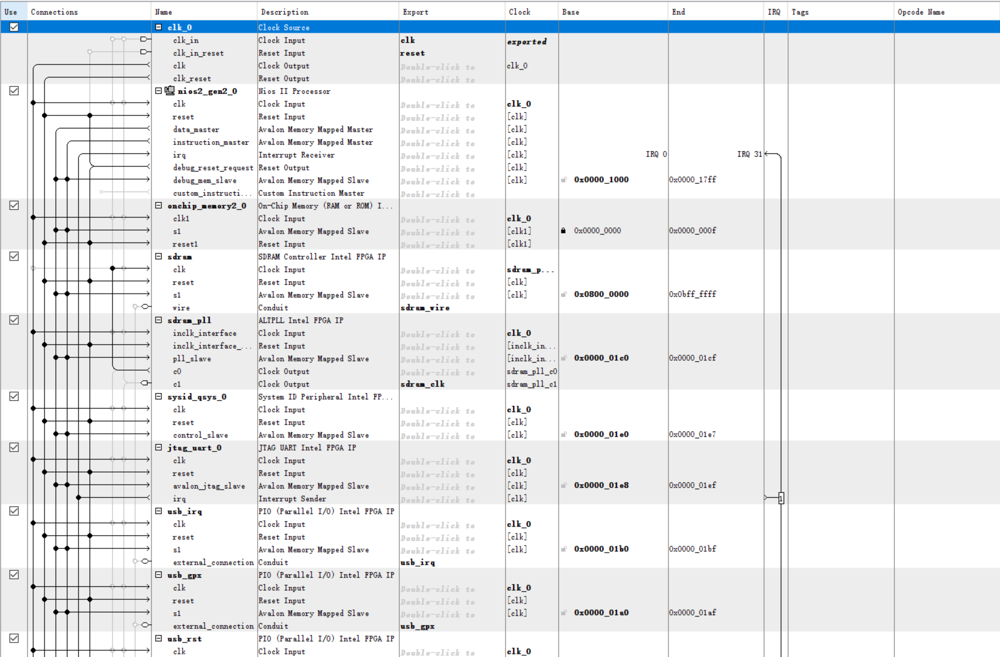 Use Connections Name Description Export Clock Base End IRQ Tags Opcode Name
clk_0 Clock Source
clk_in Clock Input clk exported
clk_in_reset Reset Input reset
clk Clock Output Double-click to clk_0
clk_reset Reset Output Double-click to
nios2_gen2_0 Nios II Processor
clk Clock Input Double-click to clk_0
reset Reset Input Double-click to [clk]
data_master Avalon Memory Mapped Master Double-click to [clk]
instruction_master Avalon Memory Mapped Master Double-click to [clk]
irq Interrupt Receiver Double-click to [clk] IRQ 0 IRQ 31
debug_reset_request Reset Output Double-click to [clk]
debug_mem_slave Avalon Memory Mapped Slave Double-click to [clk] 0x0000_1000 0x0000_17ff
custom_instructi... Custom Instruction Master Double-click to
onchip_memory2_0 On-Chip Memory (RAM or ROM) I...
clk1 Clock Input Double-click to clk_0
s1 Avalon Memory Mapped Slave Double-click to [clk1] 0x0000_0000 0x0000_000f
reset1 Reset Input Double-click to [clk1]
sdram SDRAM Controller Intel FPGA IP
clk Clock Input Double-click to sdram_p...
reset Reset Input Double-click to [clk]
s1 Avalon Memory Mapped Slave Double-click to [clk] 0x0800_0000 0x0bff_ffff
wire Conduit sdram_wire
sdram_pll ALTPLL Intel FPGA IP
inclk_interface Clock Input Double-click to clk_0
inclk_interface_... Reset Input Double-click to [inclk_in...
pll_slave Avalon Memory Mapped Slave Double-click to [inclk_in... 0x0000_01c0 0x0000_01cf
c0 Clock Output Double-click to sdram_pll_c0
c1 Clock Output sdram_clk sdram_pll_c1
sysid_qsys_0 System ID Peripheral Intel FP...
clk Clock Input Double-click to clk_0
reset Reset Input Double-click to [clk]
control_slave Avalon Memory Mapped Slave Double-click to [clk] 0x0000_01e0 0x0000_01e7
jtag_uart_0 JTAG UART Intel FPGA IP
clk Clock Input Double-click to clk_0
reset Reset Input Double-click to [clk]
avalon_jtag_slave Avalon Memory Mapped Slave Double-click to [clk] 0x0000_01e8 0x0000_01ef
irq Interrupt Sender Double-click to [clk] 1
usb_irq PIO (Parallel I/O) Intel FPGA IP
clk Clock Input Double-click to clk_0
reset Reset Input Double-click to [clk]
s1 Avalon Memory Mapped Slave Double-click to [clk] 0x0000_01b0 0x0000_01bf
external_connection Conduit usb_irq
usb_gpx PIO (Parallel I/O) Intel FPGA IP
clk Clock Input Double-click to clk_0
reset Reset Input Double-click to [clk]
s1 Avalon Memory Mapped Slave Double-click to [clk] 0x0000_01a0 0x0000_01af
external_connection Conduit usb_gpx
usb_rst PIO (Parallel I/O) Intel FPGA IP
clk Clock Input Double-click to clk_0